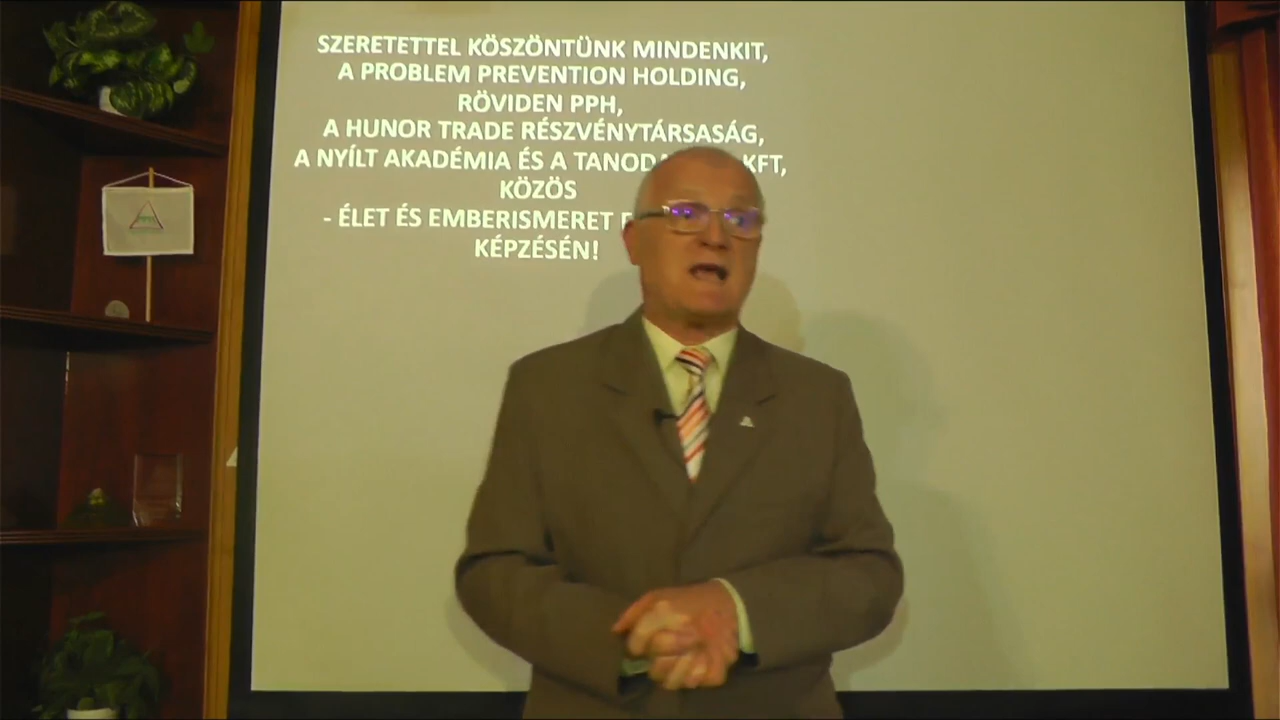 SZERETETTEL KÖSZÖNTÜNK MINDENKIT,
A PROBLEM PREVENTION HOLDING,
RÖVIDEN PPH,
A HUNOR TRADE RÉSZVÉNYTÁRSASÁG,
A NYÍLT AKADÉMIA ÉS A KFT,
KÖZÖS
- ÉLET ÉS EMBERISMERET
KÉPZÉSÉN!